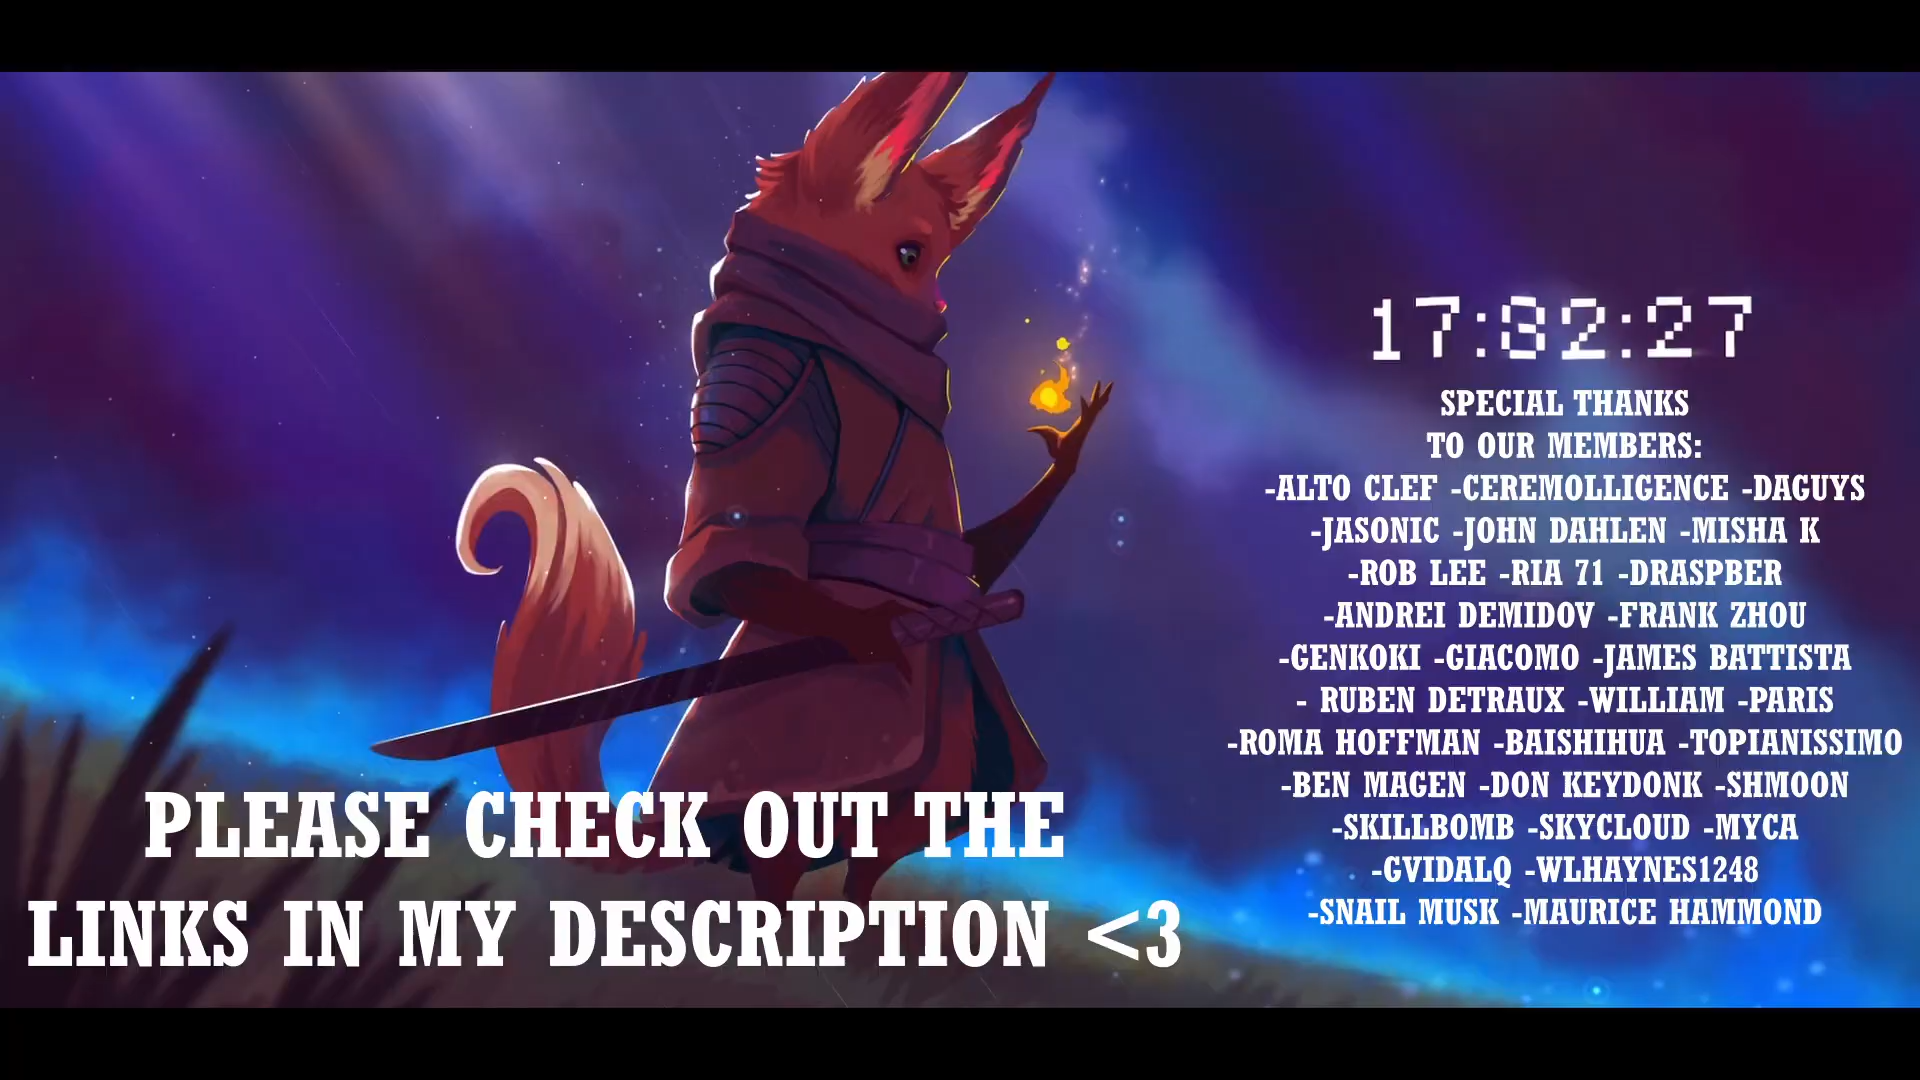 17:32:27
SPECIAL THANKS
TO OUR MEMBERS:
-ALTO CLEF -CEREMOLLIGENCE -DAGUYS
-JASONIC -JOHN DAHLEN -MISHA K
-ROB LEE -RIA 71 -DRASPBER
-ANDREI DEMIDOV -FRANK ZHOU
-GENKOKI -GIACOMO -JAMES BATTISTA
- RUBEN DETRAUX -WILLIAM -PARIS
-ROMA HOFFMAN -BAISHIHUA -TOPIANISSIMO
-BEN MAGEN -DON KEYDONK -SHMOON
-SKILLBOMB -SKYCLOUD -MYCA
-GVIDALQ -WLHAYNES1248
-SNAIL MUSK -MAURICE HAMMOND
PLEASE CHECK OUT THE
LINKS IN MY DESCRIPTION <3